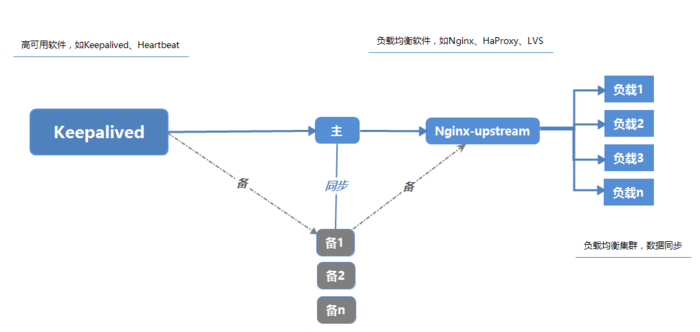 高可用软件，如Keepalived、Heartbeat
负载均衡软件，如Nginx、HaProxy、LVS
Keepalived
主
Nginx-upstream
负载1
负载2
负载3
负载n
备
同步
备
备1
备2
备n
负载均衡集群，数据同步